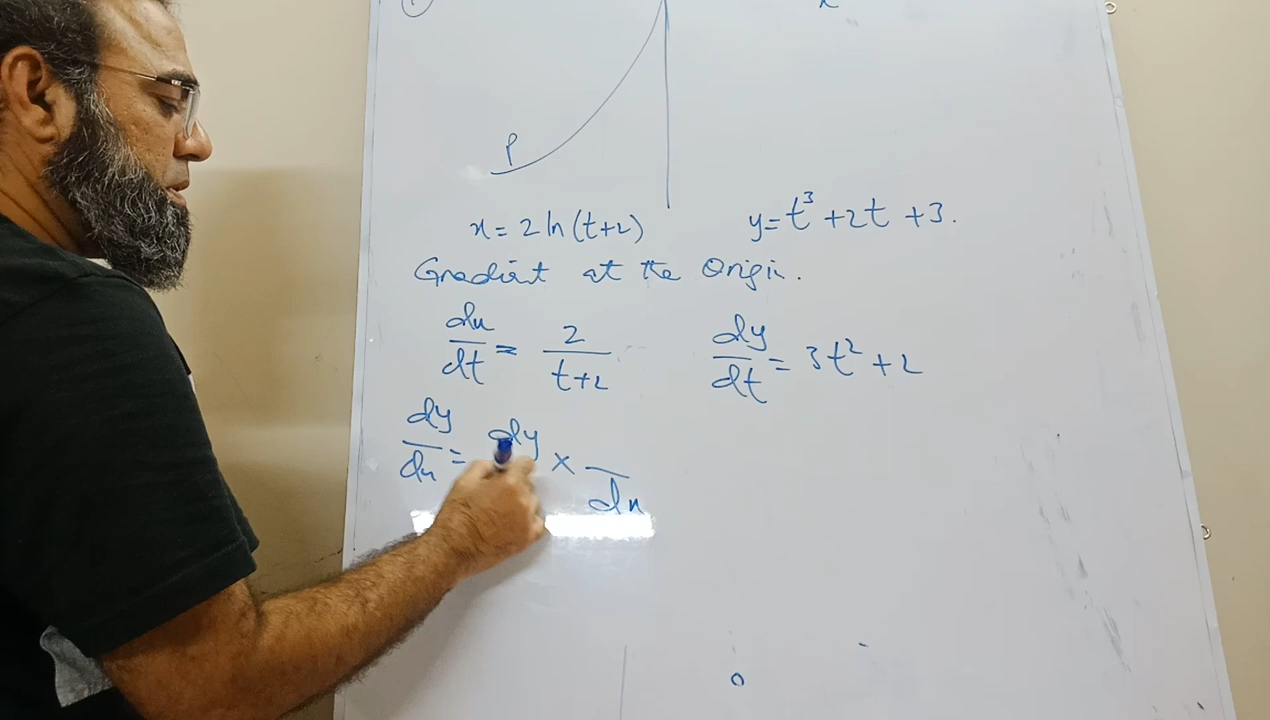 P
x = 2 ln (t+2) y = t³ + 2t + 3.
Gradient at the Origin.
dx/dt = 2/(t+2) dy/dt = 3t² + 2
dy/dx = dy × /dx
0